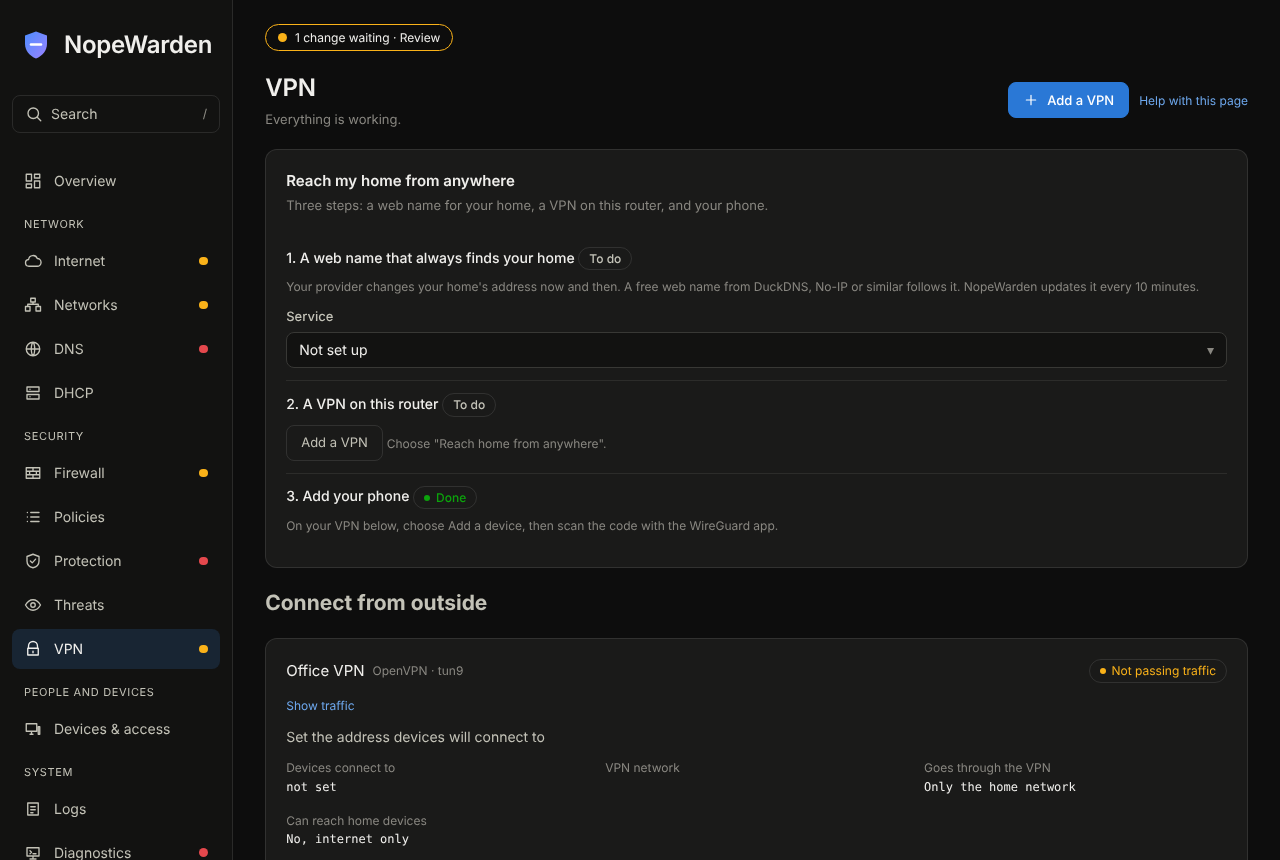 NopeWarden
Search /
Overview
NETWORK
Internet
Networks
DNS
DHCP
SECURITY
Firewall
Policies
Protection
Threats
VPN
PEOPLE AND DEVICES
Devices & access
SYSTEM
Logs
Diagnostics
1 change waiting · Review
VPN
Everything is working.
Add a VPN
Help with this page
Reach my home from anywhere
Three steps: a web name for your home, a VPN on this router, and your phone.
1. A web name that always finds your home To do
Your provider changes your home's address now and then. A free web name from DuckDNS, No-IP or similar follows it. NopeWarden updates it every 10 minutes.
Service
Not set up
2. A VPN on this router To do
Add a VPN Choose "Reach home from anywhere".
3. Add your phone Done
On your VPN below, choose Add a device, then scan the code with the WireGuard app.
Connect from outside
Office VPN OpenVPN · tun9 Not passing traffic
Show traffic
Set the address devices will connect to
Devices connect to VPN network Goes through the VPN
not set Only the home network
Can reach home devices
No, internet only